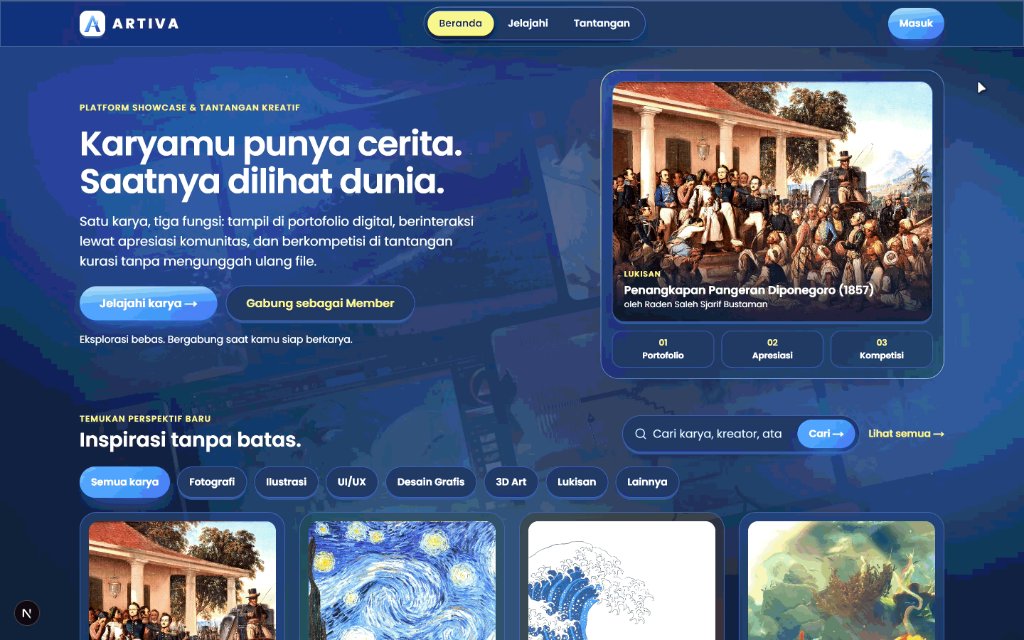 ARTIVA
Beranda
Jelajahi
Tantangan
Masuk
PLATFORM SHOWCASE & TANTANGAN KREATIF
Karyamu punya cerita.
Saatnya dilihat dunia.
Satu karya, tiga fungsi: tampil di portofolio digital, berinteraksi
lewat apresiasi komunitas, dan berkompetisi di tantangan
kurasi tanpa mengunggah ulang file.
Jelajahi karya →
Gabung sebagai Member
Eksplorasi bebas. Bergabung saat kamu siap berkarya.
LUKISAN
Penangkapan Pangeran Diponegoro (1857)
oleh Raden Saleh Sjarif Bustaman
01
Portofolio
02
Apresiasi
03
Kompetisi
TEMUKAN PERSPEKTIF BARU
Inspirasi tanpa batas.
Cari karya, kreator, ata
Cari →
Lihat semua →
Semua karya
Fotografi
Ilustrasi
UI/UX
Desain Grafis
3D Art
Lukisan
Lainnya
N